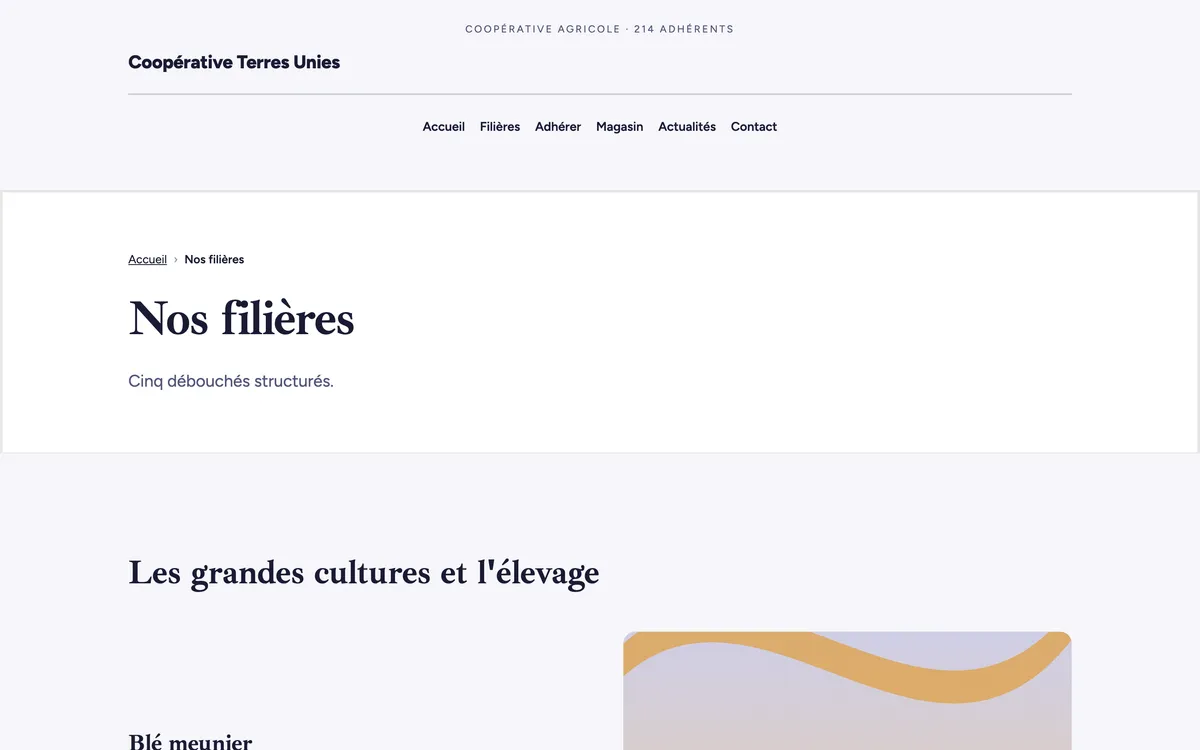 COOPÉRATIVE AGRICOLE · 214 ADHÉRENTS
Coopérative Terres Unies
Accueil Filières Adhérer Magasin Actualités Contact
Accueil › Nos filières
Nos filières
Cinq débouchés structurés.
Les grandes cultures et l'élevage
Blé meunier